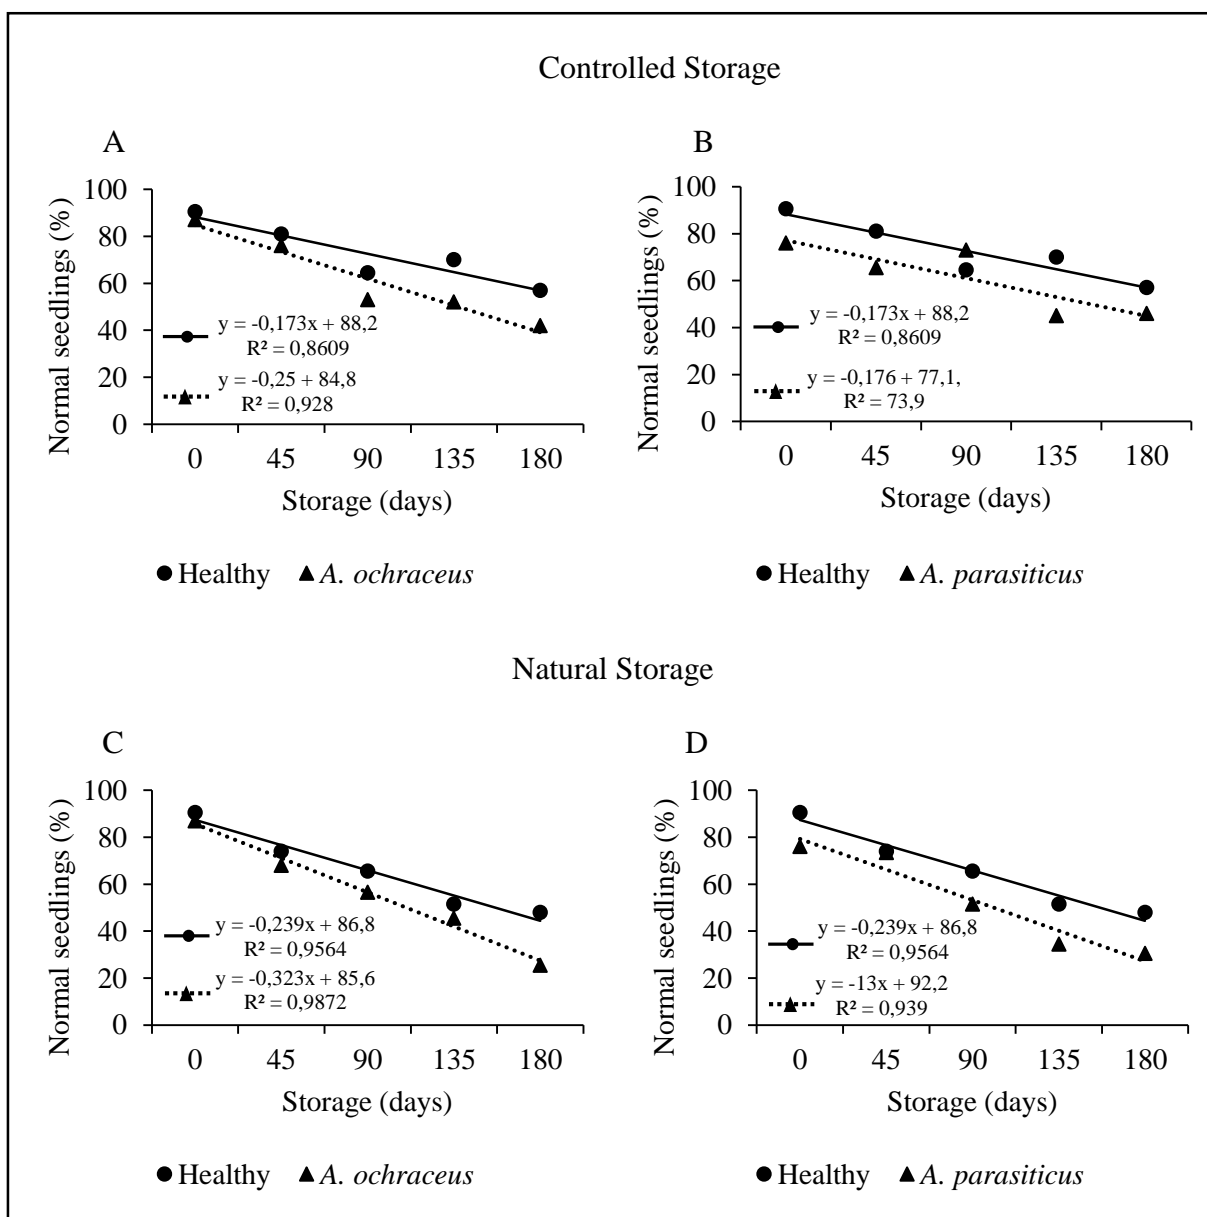 Controlled Storage
A
Normal seedlings (%)
100
80
60
40
20
0
y = -0,173x + 88,2
R² = 0,8609
y = -0,25 + 84,8
R² = 0,928
0 45 90 135 180
Storage (days)
Healthy A. ochraceus
B
Normal seedlings (%)
100
80
60
40
20
0
y = -0,173x + 88,2
R² = 0,8609
y = -0,176 + 77,1,
R² = 73,9
0 45 90 135 180
Storage (days)
Healthy A. parasiticus
Natural Storage
C
Normal seedlings (%)
100
80
60
40
20
0
y = -0,239x + 86,8
R² = 0,9564
y = -0,323x + 85,6
R² = 0,9872
0 45 90 135 180
Storage (days)
Healthy A. ochraceus
D
Normal seedlings (%)
100
80
60
40
20
0
y = -0,239x + 86,8
R² = 0,9564
y = -13x + 92,2
R² = 0,939
0 45 90 135 180
Storage (days)
Healthy A. parasiticus